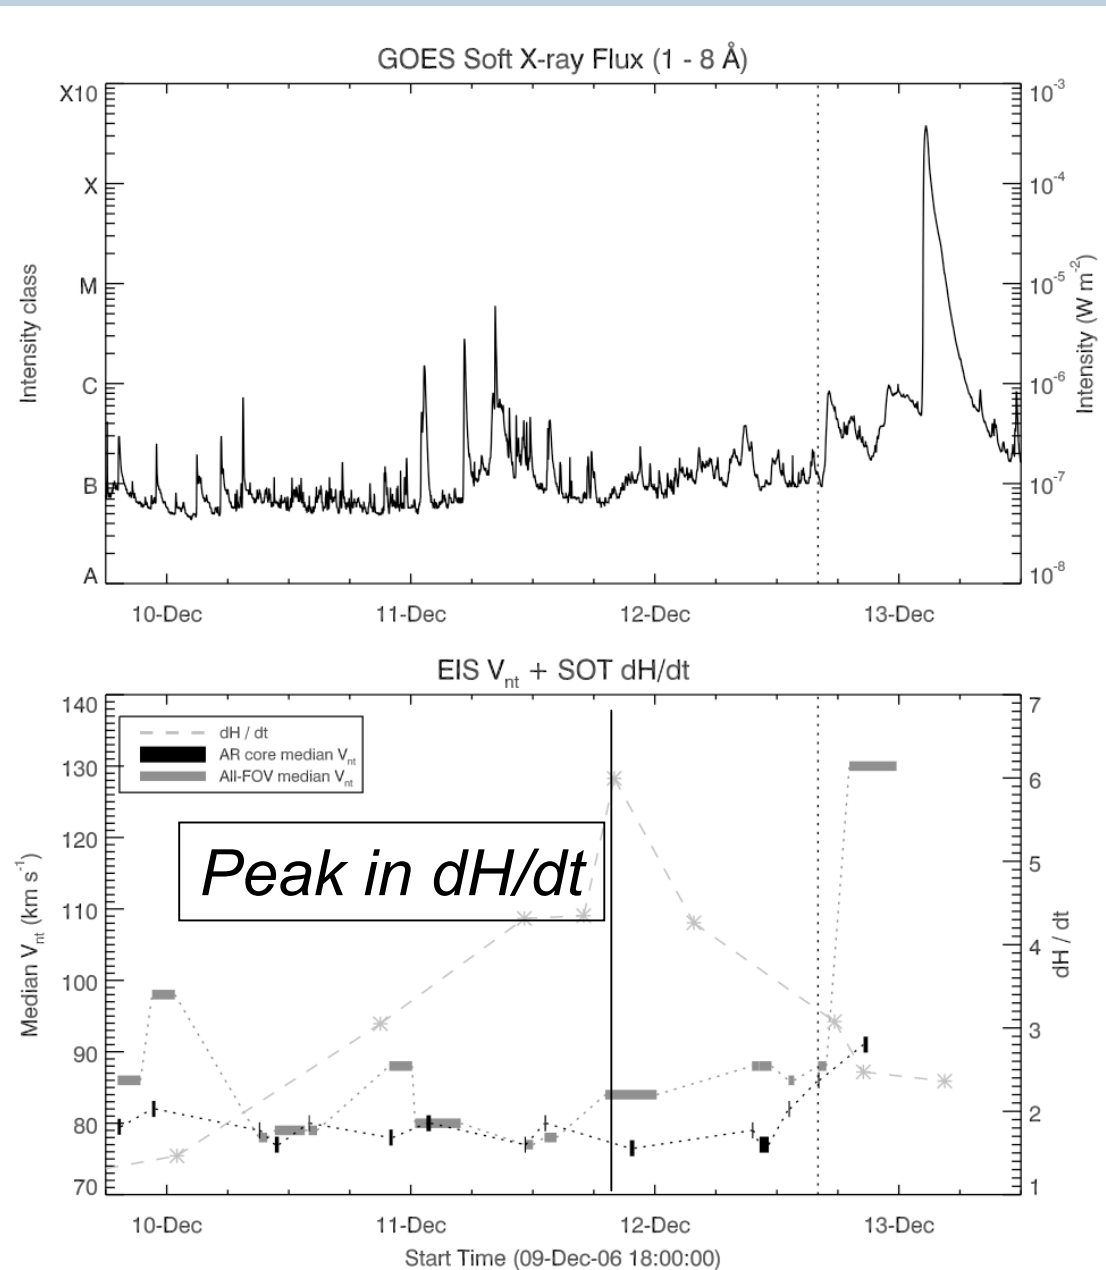 GOES Soft X-ray Flux (1 - 8 Å)
X10
X
M
C
B
A
Intensity class
10-3
10-4
10-5
10-6
10-7
10-8
Intensity (W m-2)
10-Dec 11-Dec 12-Dec 13-Dec
EIS Vnt + SOT dH/dt
140
130
120
110
100
90
80
70
Median Vnt (km s-1)
dH / dt
AR core median Vnt
All-FOV median Vnt
Peak in dH/dt
7
6
5
4
3
2
1
dH / dt
10-Dec 11-Dec 12-Dec 13-Dec
Start Time (09-Dec-06 18:00:00)